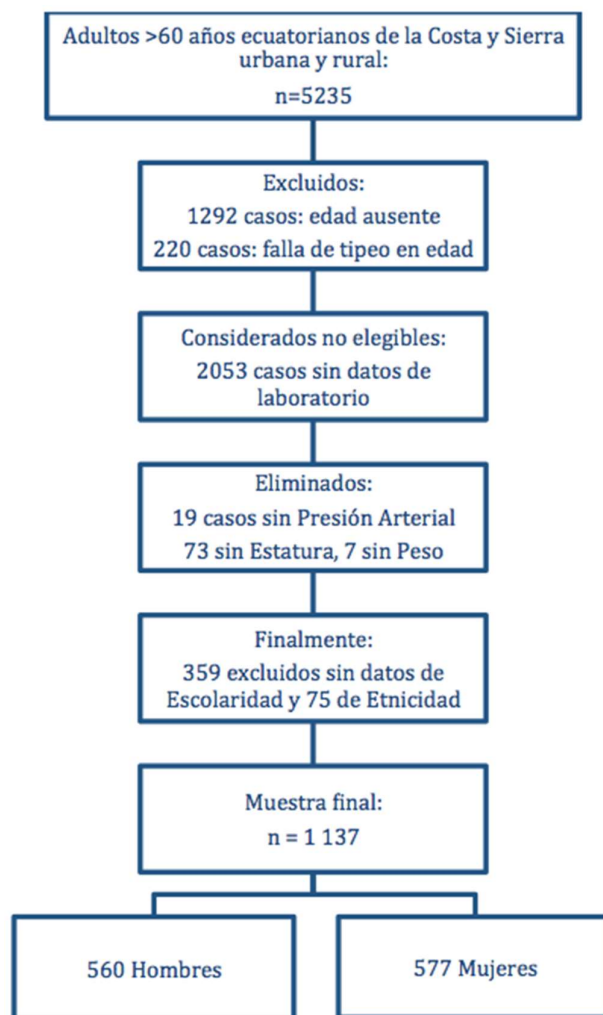 Adultos >60 años ecuatorianos de la Costa y Sierra
urbana y rural:
n=5235
Excluidos:
1292 casos: edad ausente
220 casos: falla de tipeo en edad
Considerados no elegibles:
2053 casos sin datos de
laboratorio
Eliminados:
19 casos sin Presión Arterial
73 sin Estatura, 7 sin Peso
Finalmente:
359 excluidos sin datos de
Escolaridad y 75 de Etnicidad
Muestra final:
n = 1 137
560 Hombres
577 Mujeres